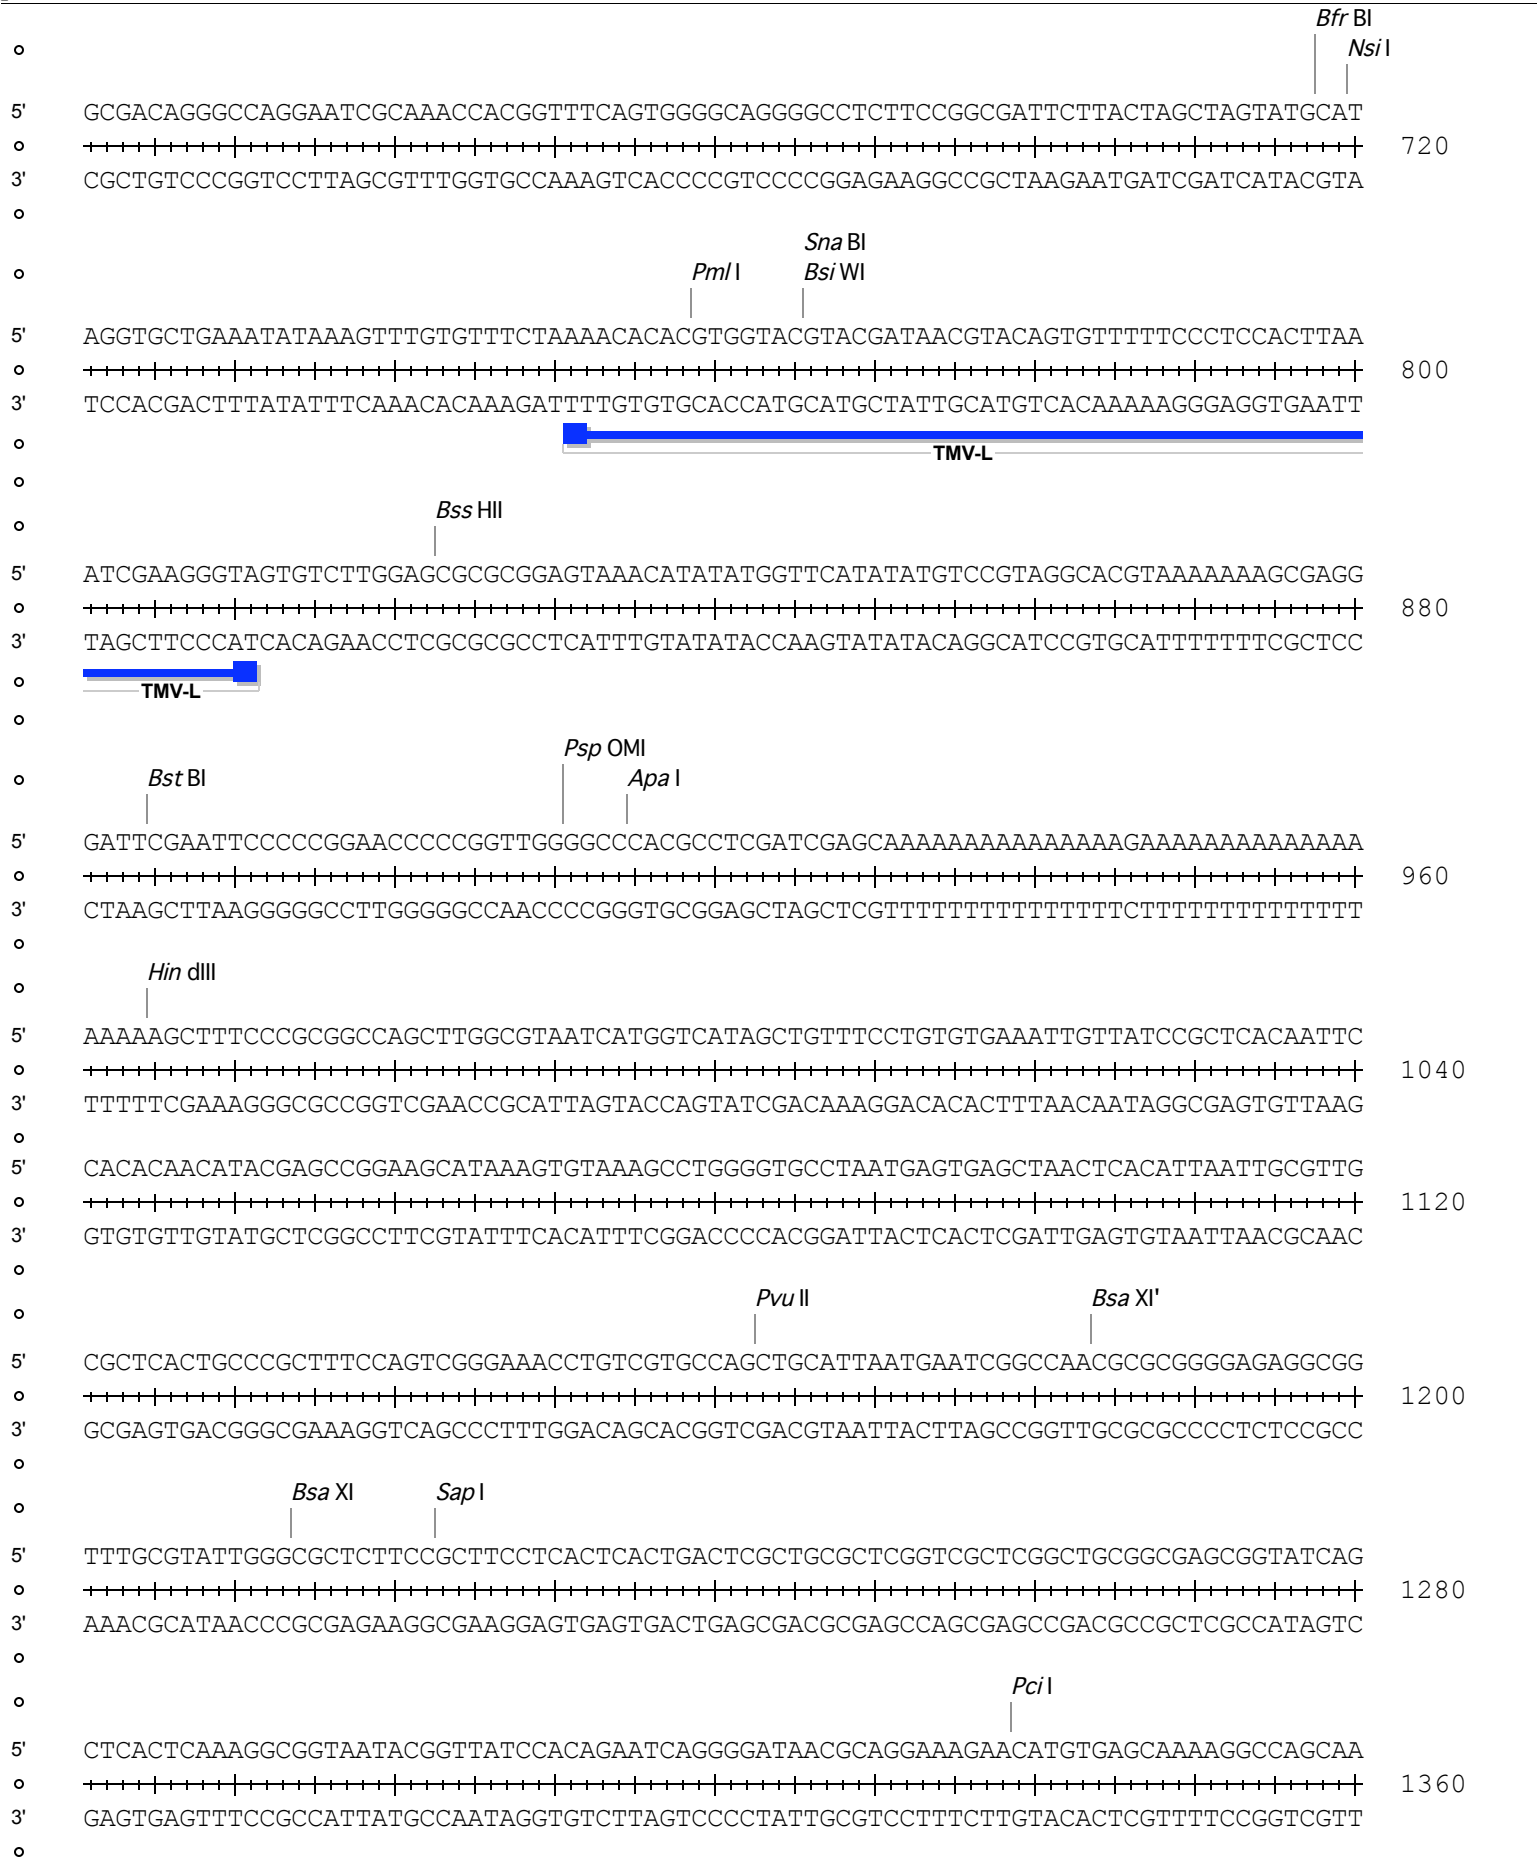 Bfr BI
Nsi I
5' GCGACAGGGCCAGGAATCGCAAACCACGGTTTCAGTGGGGCAGGGGCCTCTTCCGGCGATTCTTACTAGCTAGTATGCAT
720
3' CGCTGTCCCGGTCCTTAGCGTTTGGTGCCAAAGTCACCCCGTCCCCGGAGAAGGCCGCTAAGAATGATCGATCATACGTA
Sna BI
Pml I Bsi WI
5' AGGTGCTGAAATATAAAGTTTGTGTTTCTAAAACACACGTGGTACGTACGATAACGTACAGTGTTTTTCCCTCCACTTAA
800
3' TCCACGACTTTATATTTCAAACACAAAGATTTTGTGTGCACCATGCATGCTATTGCATGTCACAAAAAGGGAGGTGAATT
TMV-L
Bss HII
5' ATCGAAGGGTAGTGTCTTGGAGCGCGCGGAGTAAACATATATGGTTCATATATGTCCGTAGGCACGTAAAAAAAGCGAGG
880
3' TAGCTTCCCATCACAGAACCTCGCGCGCCTCATTTGTATATACCAAGTATATACAGGCATCCGTGCATTTTTTTCGCTCC
TMV-L
Psp OMI
Bst BI Apa I
5' GATTCGAATTCCCCCGGAACCCCCGGTTGGGGCCCACGCCTCGATCGAGCAAAAAAAAAAAAAAAGAAAAAAAAAAAAAA
960
3' CTAAGCTTAAGGGGGCCTTGGGGGCCAACCCCGGGTGCGGAGCTAGCTCGTTTTTTTTTTTTTTTCTTTTTTTTTTTTTT
Hin dIII
5' AAAAAGCTTTCCCGCGGCCAGCTTGGCGTAATCATGGTCATAGCTGTTTCCTGTGTGAAATTGTTATCCGCTCACAATTC
1040
3' TTTTTCGAAAGGGCGCCGGTCGAACCGCATTAGTACCAGTATCGACAAAGGACACACTTTAACAATAGGCGAGTGTTAAG
5' CACACAACATACGAGCCGGAAGCATAAAGTGTAAAGCCTGGGGTGCCTAATGAGTGAGCTAACTCACATTAATTGCGTTG
1120
3' GTGTGTTGTATGCTCGGCCTTCGTATTTCACATTTCGGACCCCACGGATTACTCACTCGATTGAGTGTAATTAACGCAAC
Pvu II Bsa XI'
5' CGCTCACTGCCCGCTTTCCAGTCGGGAAACCTGTCGTGCCAGCTGCATTAATGAATCGGCCAACGCGCGGGGAGAGGCGG
1200
3' GCGAGTGACGGGCGAAAGGTCAGCCCTTTGGACAGCACGGTCGACGTAATTACTTAGCCGGTTGCGCGCCCCTCTCCGCC
Bsa XI Sap I
5' TTTGCGTATTGGGCGCTCTTCCGCTTCCTCACTCACTGACTCGCTGCGCTCGGTCGCTCGGCTGCGGCGAGCGGTATCAG
1280
3' AAACGCATAACCCGCGAGAAGGCGAAGGAGTGAGTGACTGAGCGACGCGAGCCAGCGAGCCGACGCCGCTCGCCATAGTC
Pci I
5' CTCACTCAAAGGCGGTAATACGGTTATCCACAGAATCAGGGGATAACGCAGGAAAGAACATGTGAGCAAAAGGCCAGCAA
1360
3' GAGTGAGTTTCCGCCATTATGCCAATAGGTGTCTTAGTCCCCTATTGCGTCCTTTCTTGTACACTCGTTTTCCGGTCGTT